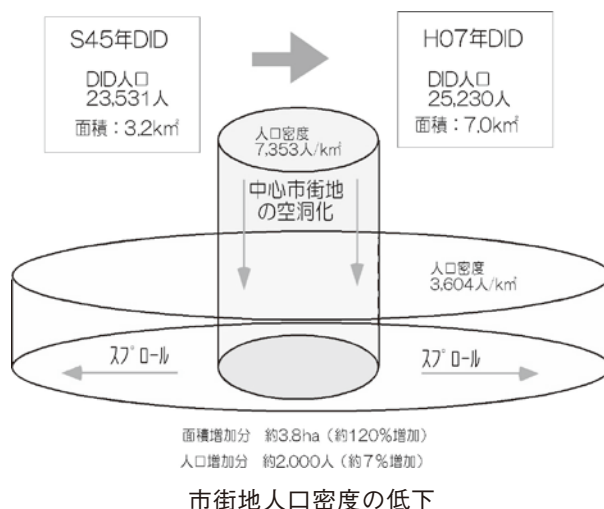 S45年DID
DID人口
23,531人
面積：3.2k㎡
H07年DID
DID人口
25,230人
面積：7.0k㎡
人口密度
7,353人/k㎡
中心市街地
の空洞化
人口密度
3,604人/k㎡
スプロール
スプロール
面積増加分　約3.8ha（約120%増加）
人口増加分　約2.000人（約7%増加）
市街地人口密度の低下